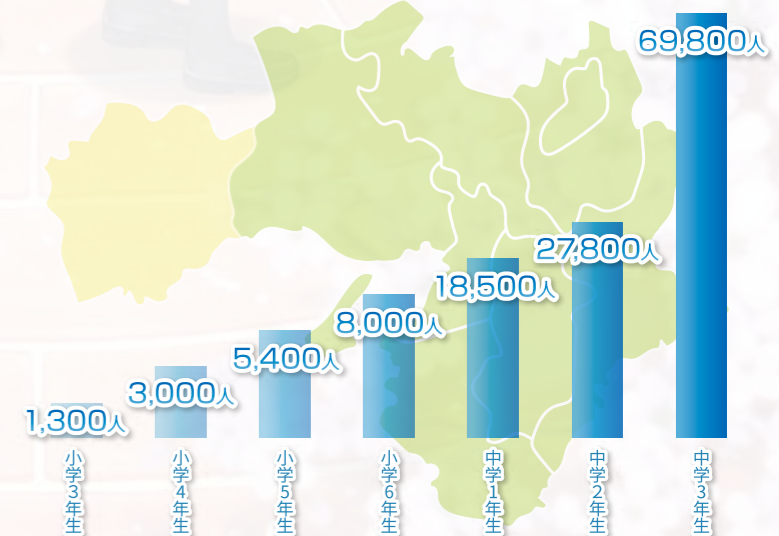 69,800人
27,800人
18,500人
8,000人
5,400人
3,000人
1,300人
小学3年生
小学4年生
小学5年生
小学6年生
中学1年生
中学2年生
中学3年生